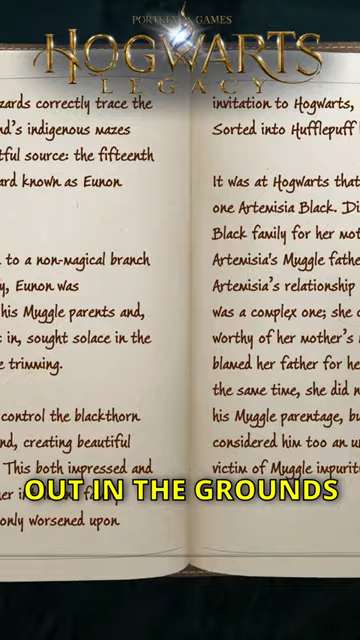 PORTKEY GAMES
HOGWARTS
LEGACY
zards correctly trace the
nd's indigenous mazes
tful source: the fifteenth
ard known as Eunon
to a non-magical branch
y, Eunon was
his Muggle parents and,
t in, sought solace in the
e trimming.
control the blackthorn
nd, creating beautiful
This both impressed and
her in
only worsened upon
invitation to Hogwarts,
Sorted into Hufflepuff
It was at Hogwarts that
one Artemisia Black. Di
Black family for her mot
Artemisia's Muggle fathe
Artemisia's relationship
was a complex one; she c
worthy of her mother's
blamed her father for he
the same time, she did n
his Muggle parentage, bu
considered him too an u
victim of Muggle impurit
OUT IN THE GROUNDS